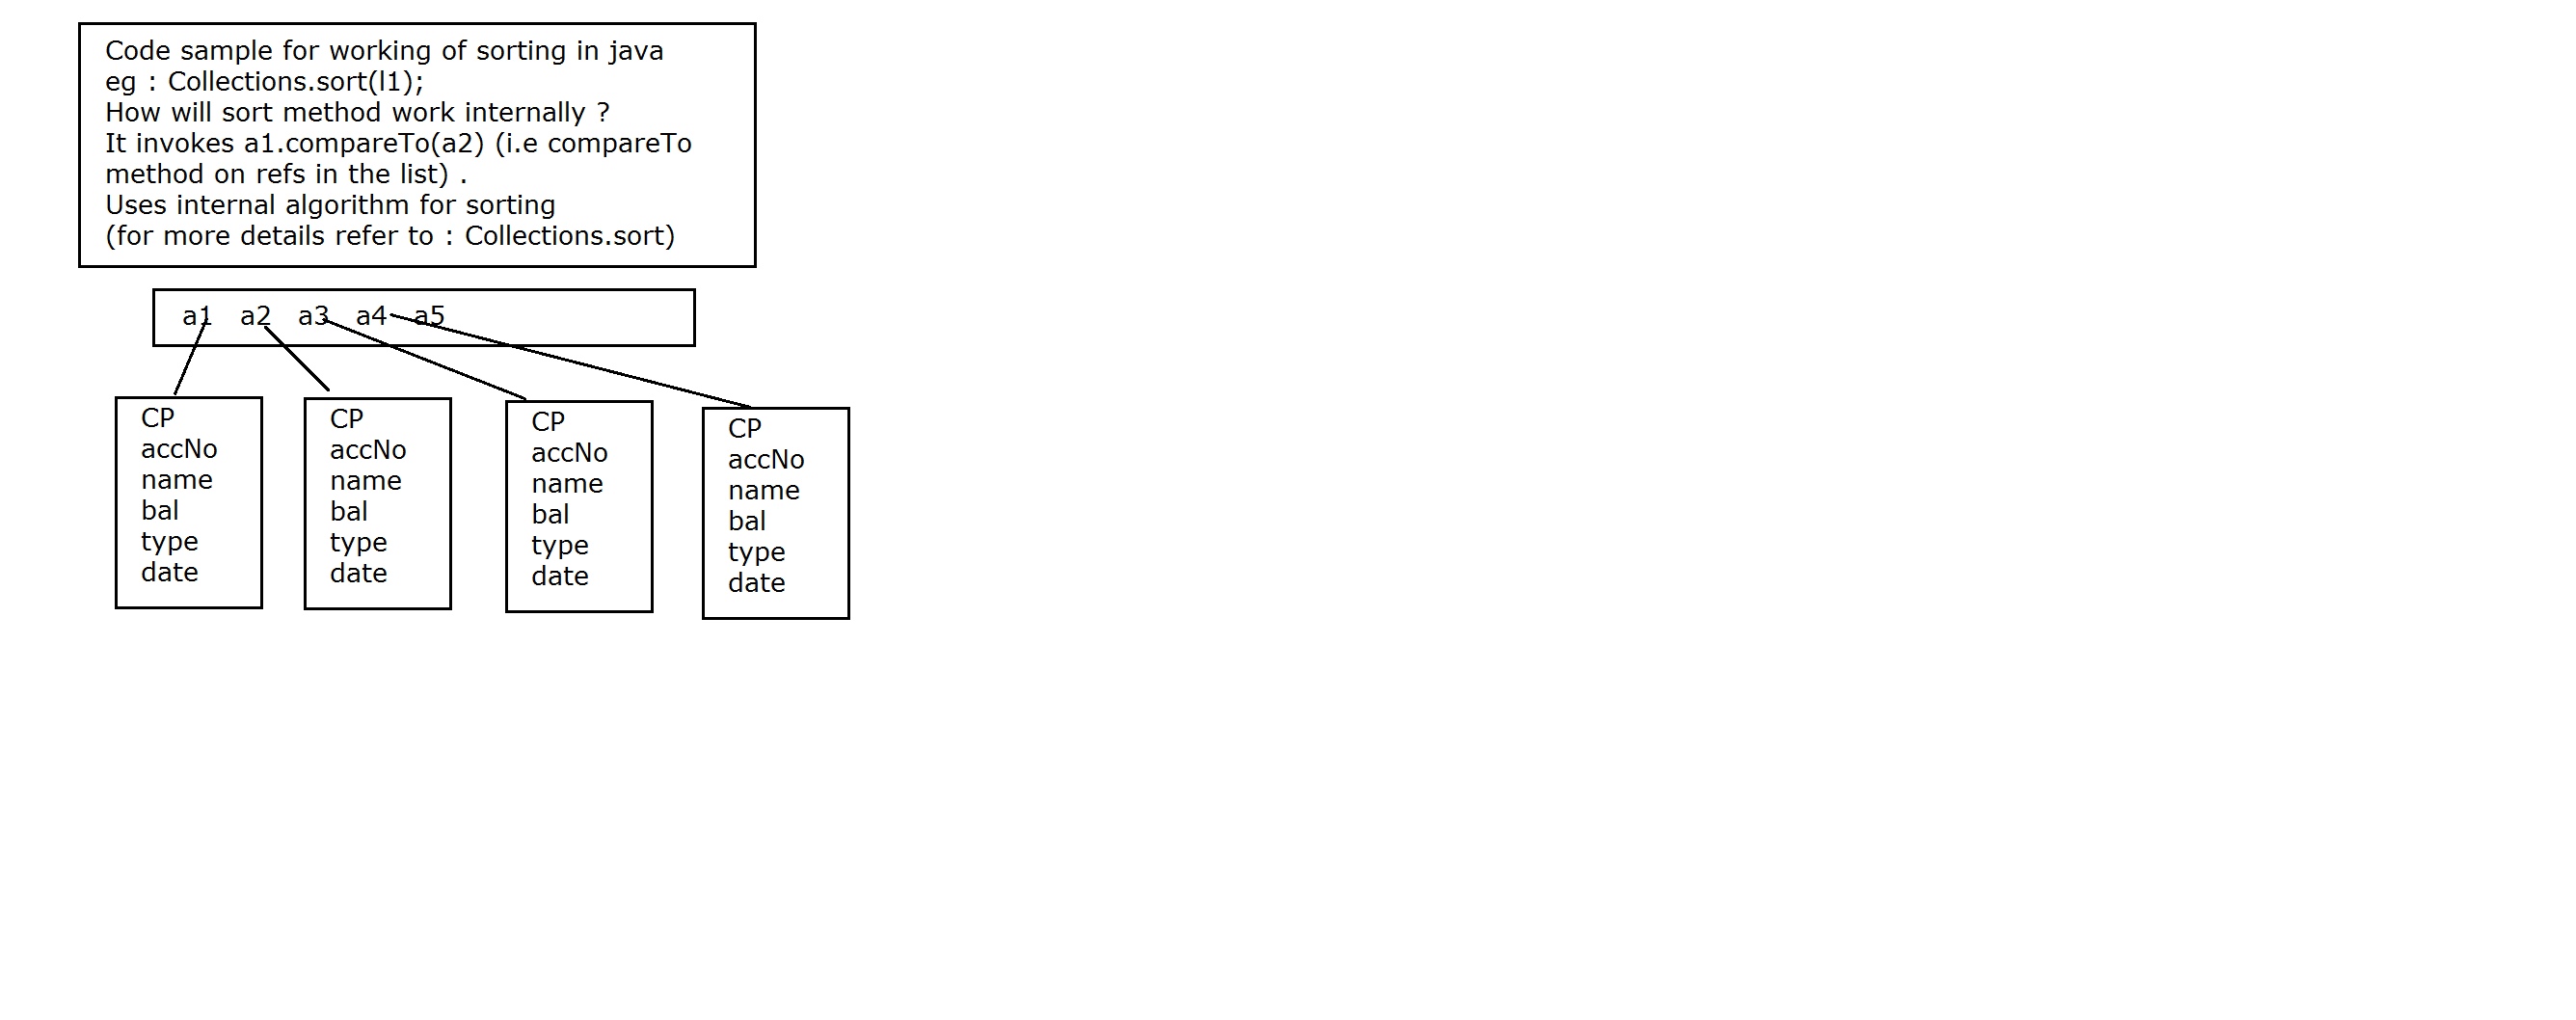 Code sample for working of sorting in java
eg : Collections.sort(l1);
How will sort method work internally ?
It invokes a1.compareTo(a2) (i.e compareTo
method on refs in the list) .
Uses internal algorithm for sorting
(for more details refer to : Collections.sort)
a1 a2 a3 a4 a5
CP
accNo
name
bal
type
date
CP
accNo
name
bal
type
date
CP
accNo
name
bal
type
date
CP
accNo
name
bal
type
date